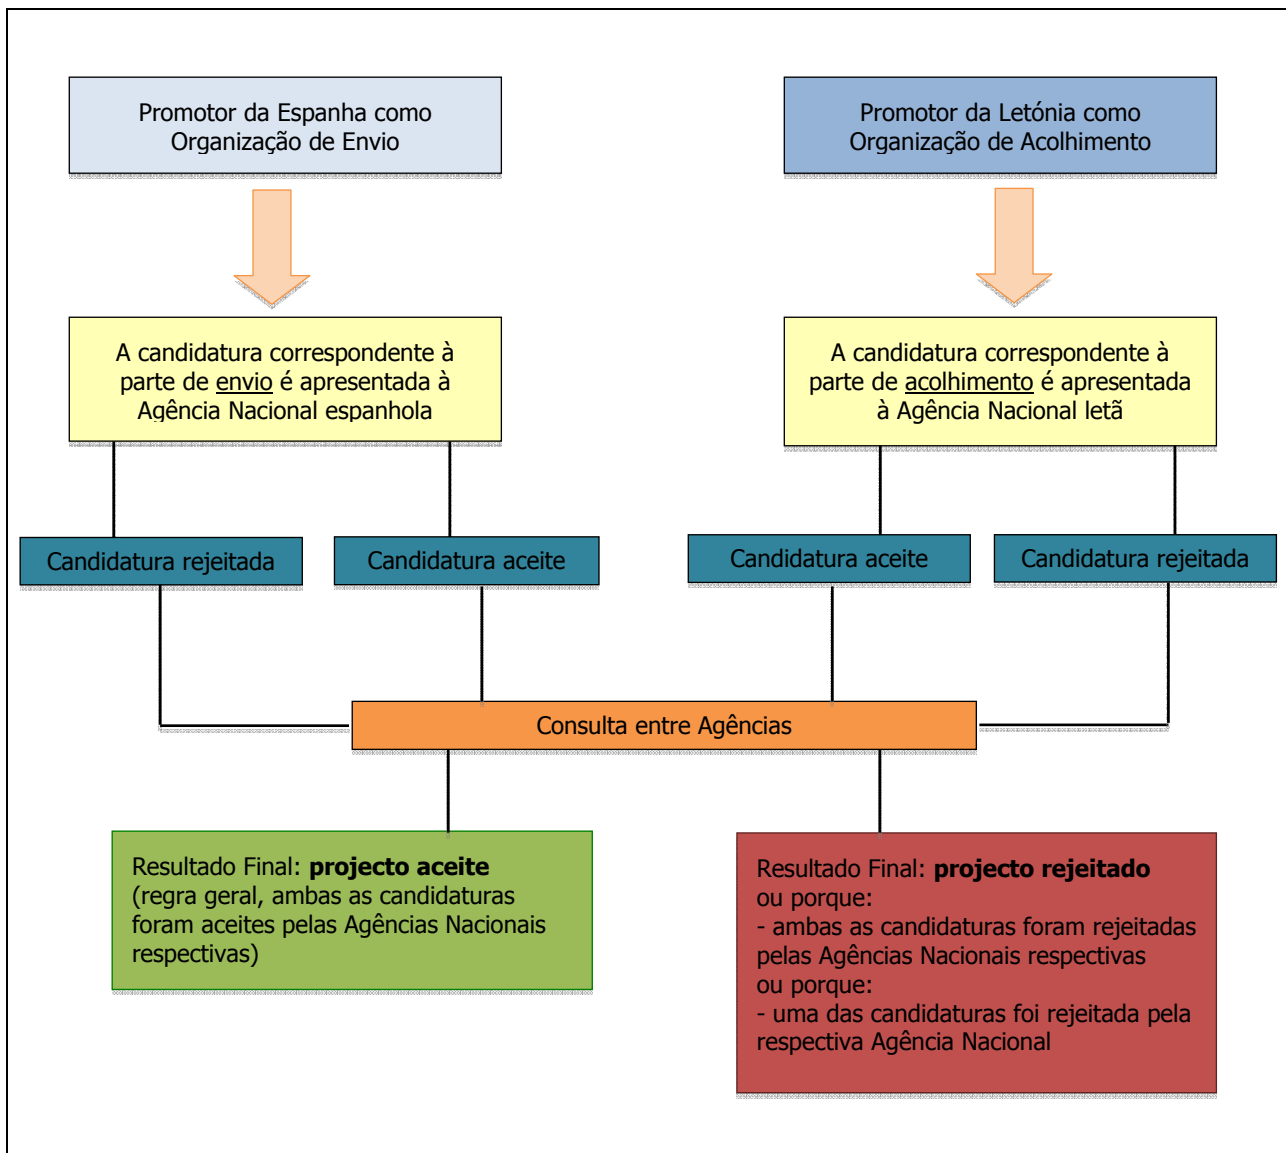 Promotor da Espanha como
Organização de Envio
Promotor da Letónia como
Organização de Acolhimento
A candidatura correspondente à
parte de envio é apresentada à
Agência Nacional espanhola
A candidatura correspondente à
parte de acolhimento é apresentada
à Agência Nacional letã
Candidatura rejeitada
Candidatura aceite
Candidatura aceite
Candidatura rejeitada
Consulta entre Agências
Resultado Final: projecto aceite
(regra geral, ambas as candidaturas
foram aceites pelas Agências Nacionais
respectivas)
Resultado Final: projecto rejeitado
ou porque:
- ambas as candidaturas foram rejeitadas
pelas Agências Nacionais respectivas
ou porque:
- uma das candidaturas foi rejeitada pela
respectiva Agência Nacional